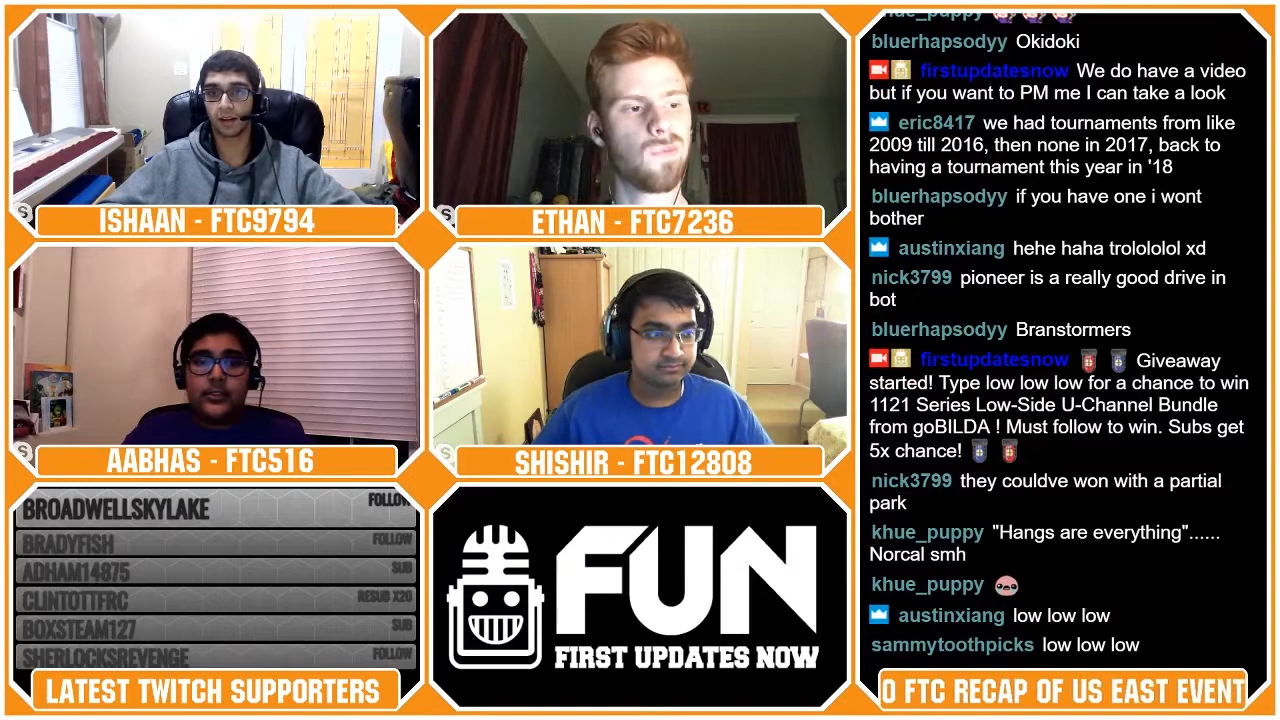 ISHAAN - FTC9794
ETHAN - FTC7236
AABHAS - FTC516
SHISHIR - FTC12808
BROADWELLSKYLAKE FOLLOW
BRADYFISH FOLLOW
ADHAM14875 SUB
CLINTOTTFRC RESUB X20
BOXSTEAM127 SUB
SHERLOCKSREVENGE FOLLOW
LATEST TWITCH SUPPORTERS
FUN
FIRST UPDATES NOW
khue_puppy
bluerhapsodyy Okidoki
firstupdatesnow We do have a video
but if you want to PM me I can take a look
eric8417 we had tournaments from like
2009 till 2016, then none in 2017, back to
having a tournament this year in '18
bluerhapsodyy if you have one i wont
bother
austinxiang hehe haha trolololol xd
nick3799 pioneer is a really good drive in
bot
bluerhapsodyy Branstormers
firstupdatesnow Giveaway
started! Type low low low for a chance to win
1121 Series Low-Side U-Channel Bundle
from goBILDA ! Must follow to win. Subs get
5x chance!
nick3799 they couldve won with a partial
park
khue_puppy "Hangs are everything"......
Norcal smh
khue_puppy
austinxiang low low low
sammytoothpicks low low low
O FTC RECAP OF US EAST EVENT